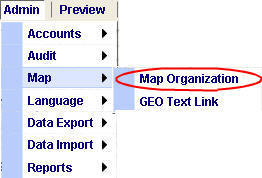 Admin Preview
Accounts
Audit
Map
Map Organization
Language
GEO Text Link
Data Export
Data Import
Reports